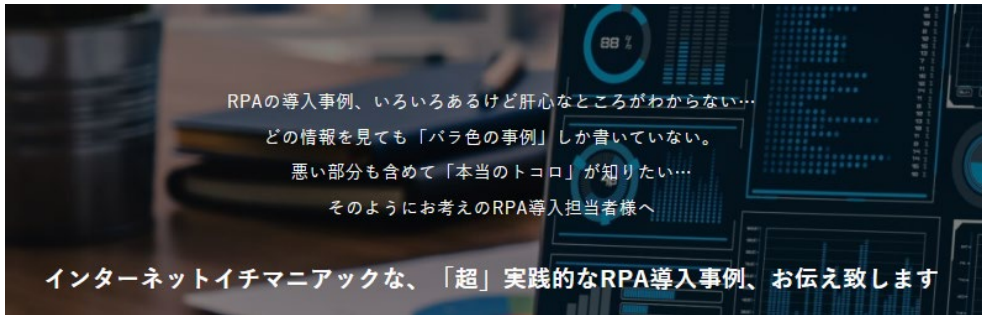 RPAの導入事例、いろいろあるけど肝心なところがわからない…
どの情報を見ても「バラ色の事例」しか書いていない。
悪い部分も含めて「本当のトコロ」が知りたい…
そのようにお考えのRPA導入担当者様へ
インターネットイチマニアックな、「超」実践的なRPA導入事例、お伝え致します